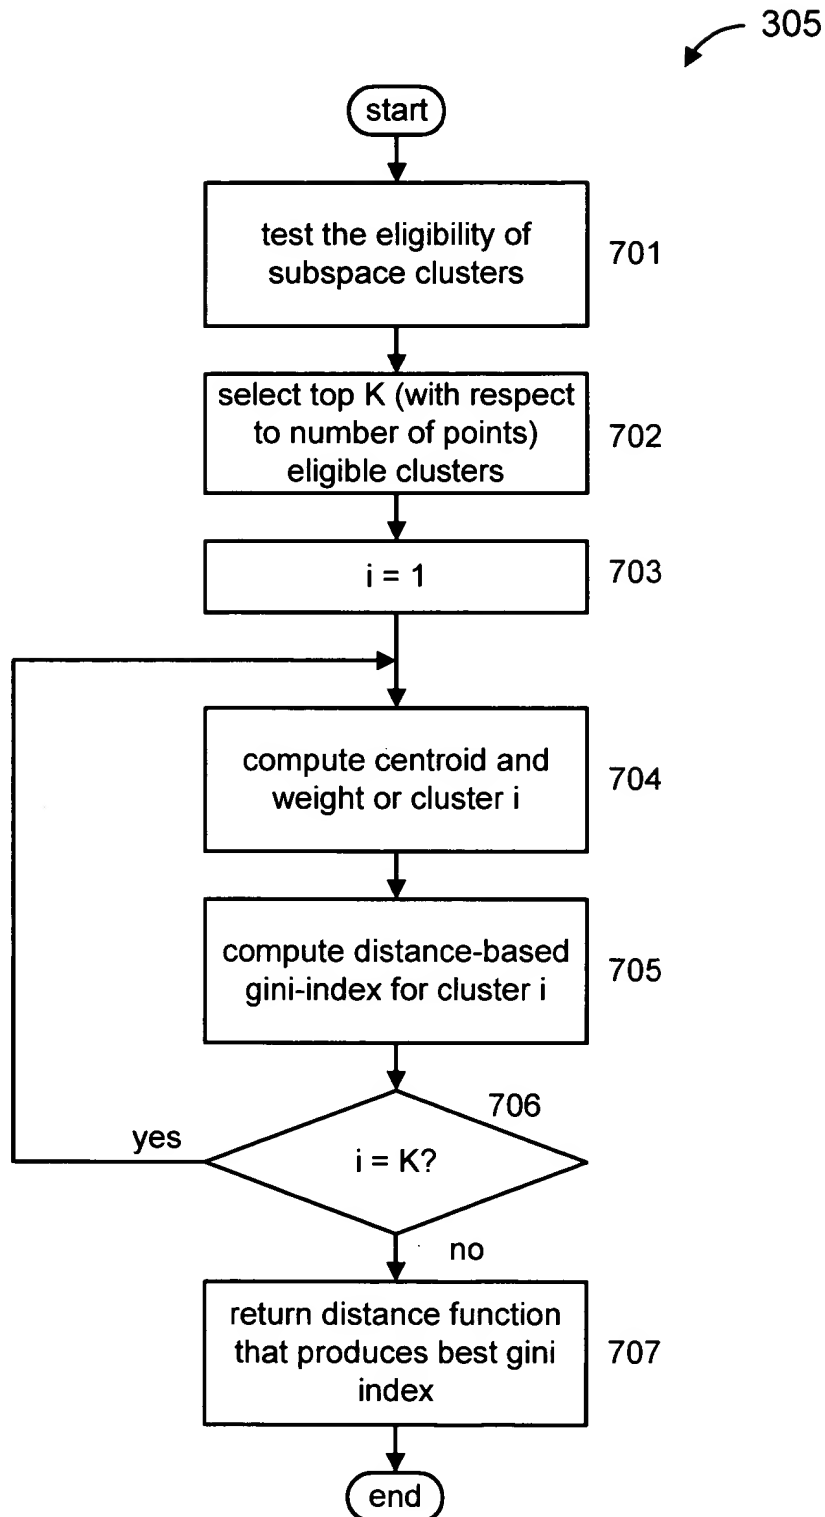 305
start
test the eligibility of
subspace clusters
701
select top K (with respect
to number of points)
eligible clusters
702
i = 1
703
compute centroid and
weight or cluster i
704
compute distance-based
gini-index for cluster i
705
706
yes
i = K?
no
return distance function
that produces best gini
index
707
end